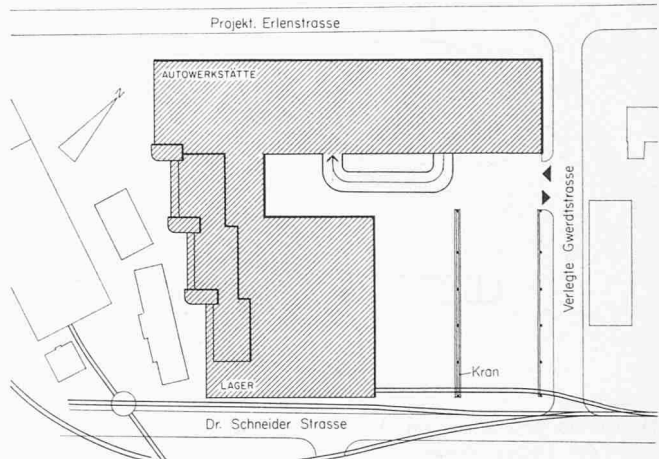 Projekt. Erlenstrasse
AUTOWERKSTÄTTE
N
Verlegte Gwerdtstrasse
Kran
LAGER
Dr. Schneider Strasse